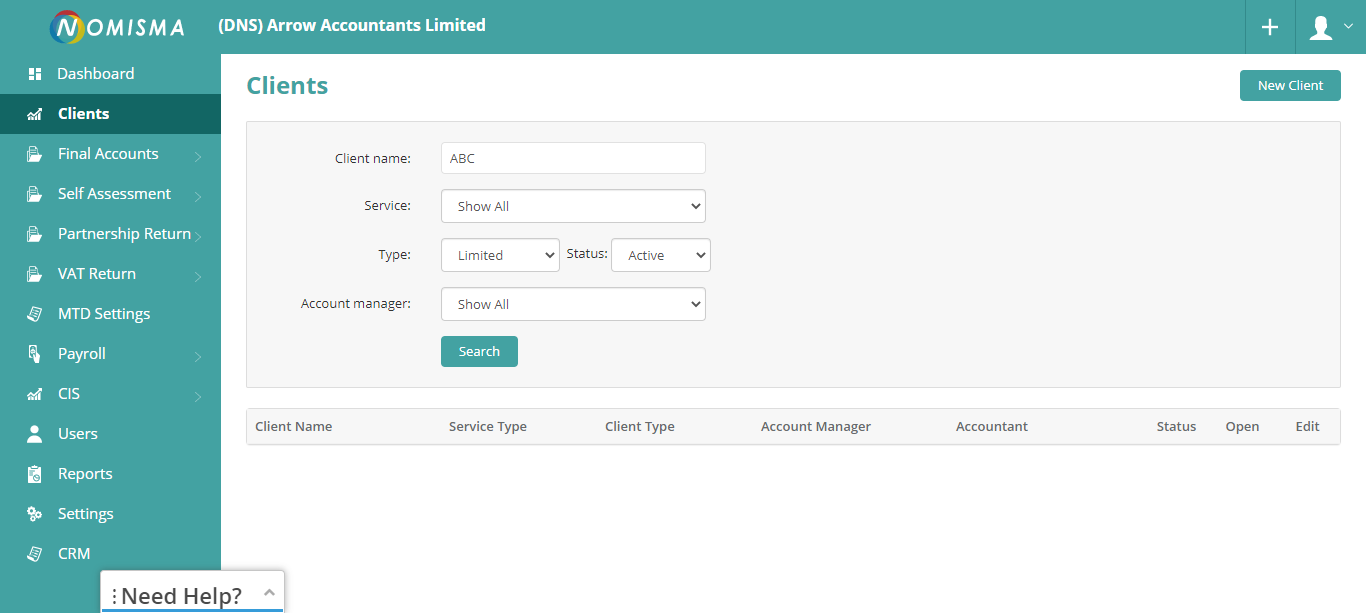 NOMISMA (DNS) Arrow Accountants Limited
Dashboard
Clients
Final Accounts
Self Assessment
Partnership Return
VAT Return
MTD Settings
Payroll
CIS
Users
Reports
Settings
CRM
Need Help?
Clients New Client
Client name: ABC
Service: Show All
Type: Limited Status: Active
Account manager: Show All
Search
Client Name Service Type Client Type Account Manager Accountant Status Open Edit